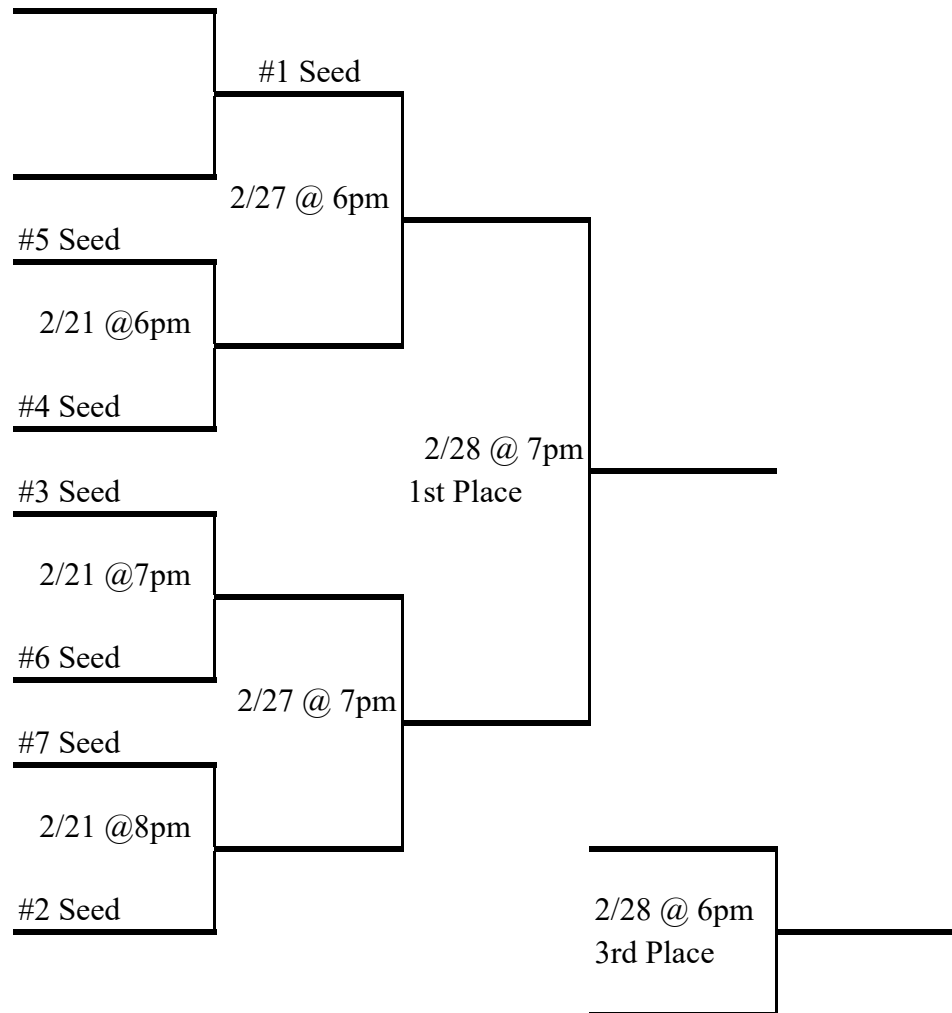 #1 Seed
2/27 @ 6pm
#5 Seed
2/21 @6pm
#4 Seed
2/28 @ 7pm
1st Place
#3 Seed
2/21 @7pm
#6 Seed
2/27 @ 7pm
#7 Seed
2/21 @8pm
#2 Seed
2/28 @ 6pm
3rd Place